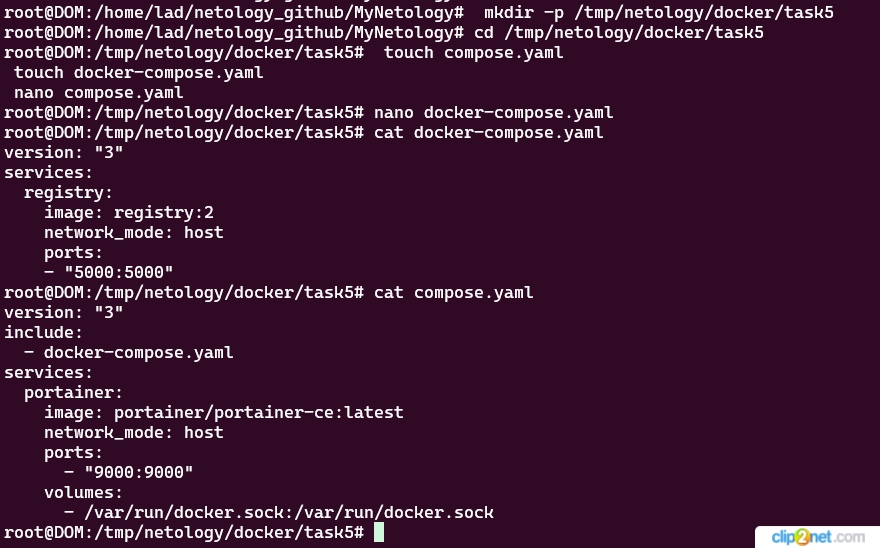 root@DOM:/home/lad/netology_github/MyNetology#  mkdir -p /tmp/netology/docker/task5
root@DOM:/home/lad/netology_github/MyNetology# cd /tmp/netology/docker/task5
root@DOM:/tmp/netology/docker/task5#  touch compose.yaml
 touch docker-compose.yaml
 nano compose.yaml
root@DOM:/tmp/netology/docker/task5# nano docker-compose.yaml
root@DOM:/tmp/netology/docker/task5# cat docker-compose.yaml
version: "3"
services:
  registry:
    image: registry:2
    network_mode: host
    ports:
    - "5000:5000"
root@DOM:/tmp/netology/docker/task5# cat compose.yaml
version: "3"
include:
  - docker-compose.yaml
services:
  portainer:
    image: portainer/portainer-ce:latest
    network_mode: host
    ports:
      - "9000:9000"
    volumes:
      - /var/run/docker.sock:/var/run/docker.sock
root@DOM:/tmp/netology/docker/task5#
clip2net.com